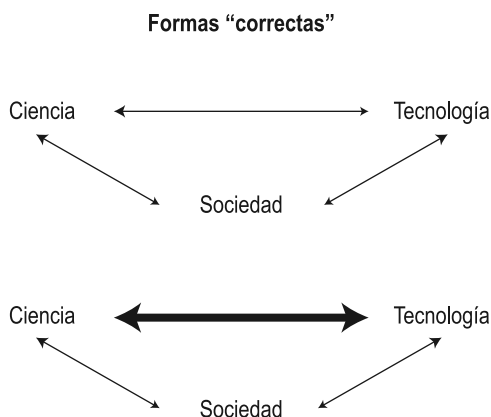 Formas “correctas”
Ciencia Tecnología
Sociedad
Ciencia Tecnología
Sociedad